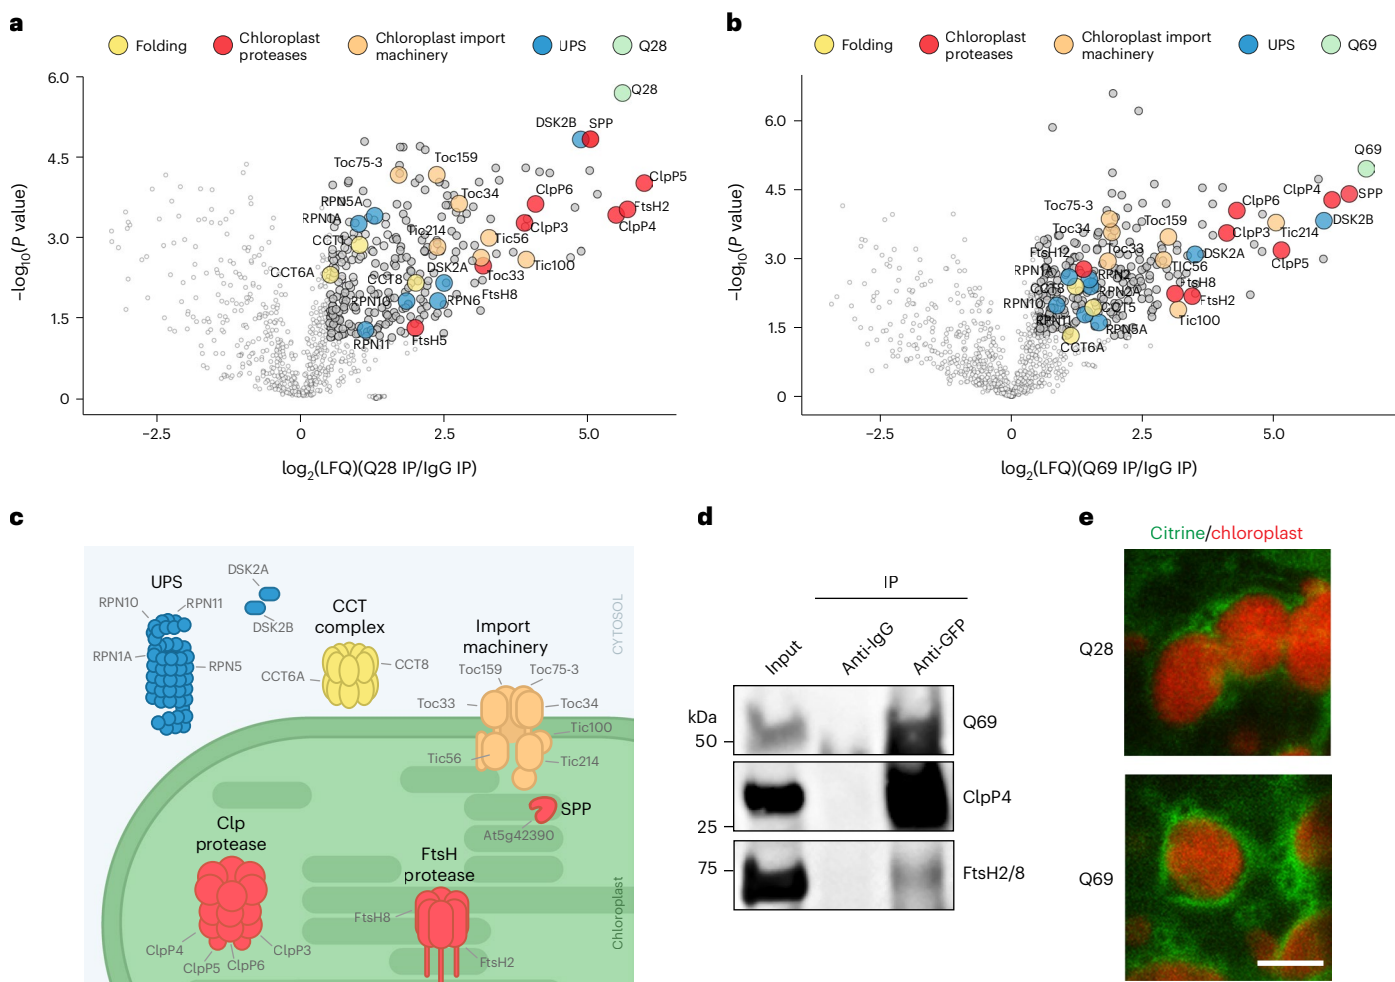 a
Folding
Chloroplast
proteases
Chloroplast import
machinery
UPS
Q28
6.0
4.5
3.0
1.5
0
−log10(P value)
Q28
DSK2B
SPP
Toc75-3
Toc159
ClpP5
ClpP6
Toc34
FtsH2
RPN5A
RPN1A
ClpP3
ClpP4
Tic214
Tic56
CCT1
CCT6A
CCT8
DSK2A
Tic100
Toc33
FtsH8
RPN10
RPN6
RPN11
FtsH5
−2.5
0
2.5
5.0
log2(LFQ)(Q28 IP/IgG IP)
b
Folding
Chloroplast
proteases
Chloroplast import
machinery
UPS
Q69
6.0
4.5
3.0
1.5
0
−log10(P value)
Q69
ClpP4
SPP
ClpP6
Toc75-3
Toc159
DSK2B
Toc34
ClpP3
Tic214
Toc33
FtsH12
DSK2A
ClpP5
RPN1A
RPN2
TIC56
CCT8
RPN2A
FtsH8
RPN10
CCT5
FtsH2
RPN11
RPN5A
Tic100
CCT6A
−2.5
0
2.5
5.0
log2(LFQ)(Q69 IP/IgG IP)
c
UPS
DSK2A
RPN10
RPN11
DSK2B
RPN1A
RPN5
CCT
complex
CCT6A
CCT8
CYTOSOL
Import
machinery
Toc159
Toc75-3
Toc33
Toc34
Tic100
Tic56
Tic214
SPP
At5g42390
Clp
protease
FtsH
protease
FtsH8
ClpP4
ClpP3
ClpP5
ClpP6
FtsH2
Chloroplast
d
IP
Input
Anti-IgG
Anti-GFP
kDa
50
Q69
ClpP4
25
75
FtsH2/8
e
Citrine/chloroplast
Q28
Q69